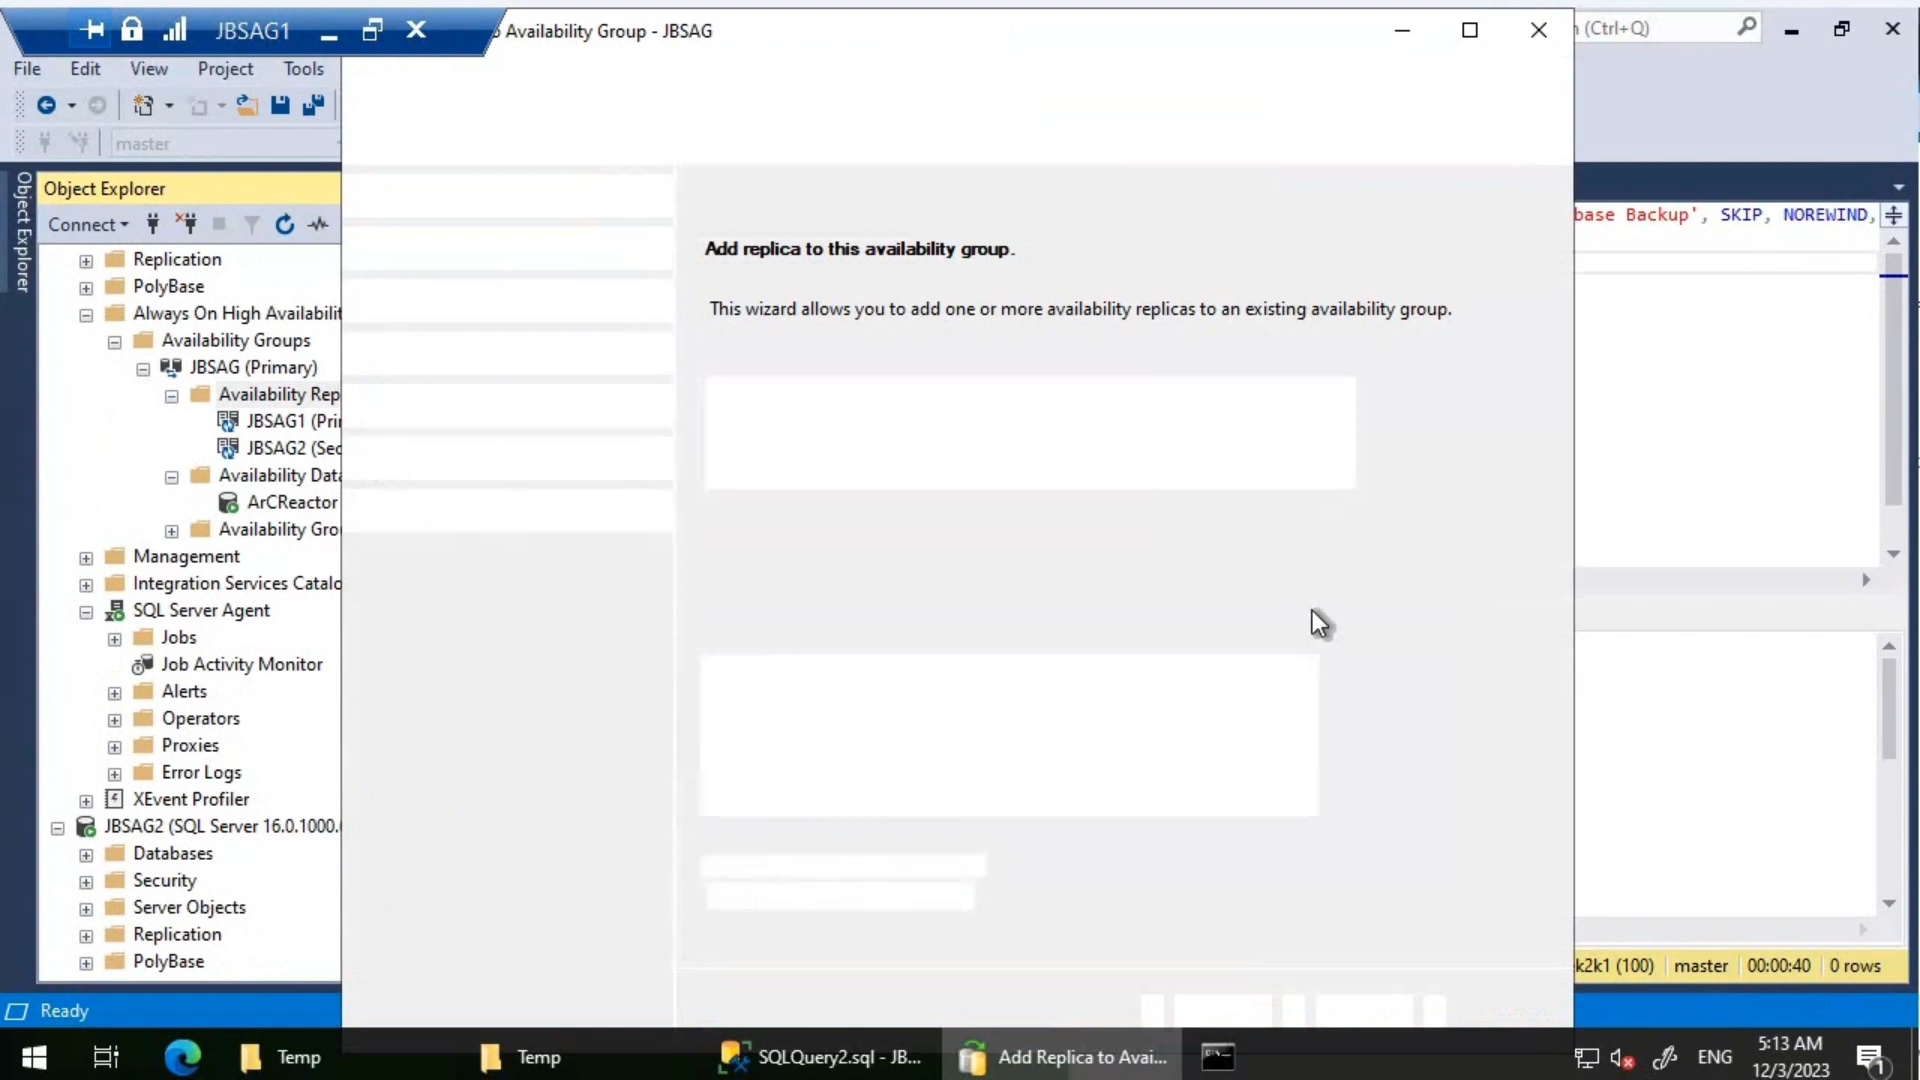 JBSAG1
Availability Group - JBSAG
(Ctrl+Q)
File Edit View Project Tools
master
Object Explorer
Object Explorer
Connect
base Backup', SKIP, NOREWIND,
Replication
PolyBase
Always On High Availabilit
Availability Groups
JBSAG (Primary)
Availability Rep
JBSAG1 (Pri
JBSAG2 (Sec
Availability Data
ArCReactor
Availability Gro
Management
Integration Services Catalo
SQL Server Agent
Jobs
Job Activity Monitor
Alerts
Operators
Proxies
Error Logs
XEvent Profiler
JBSAG2 (SQL Server 16.0.1000.
Databases
Security
Server Objects
Replication
PolyBase
Add replica to this availability group.
This wizard allows you to add one or more availability replicas to an existing availability group.
k2k1 (100) master 00:00:40 0 rows
Ready
Temp
Temp
SQLQuery2.sql - JB...
Add Replica to Avai...
ENG
5:13 AM
12/3/2023
1